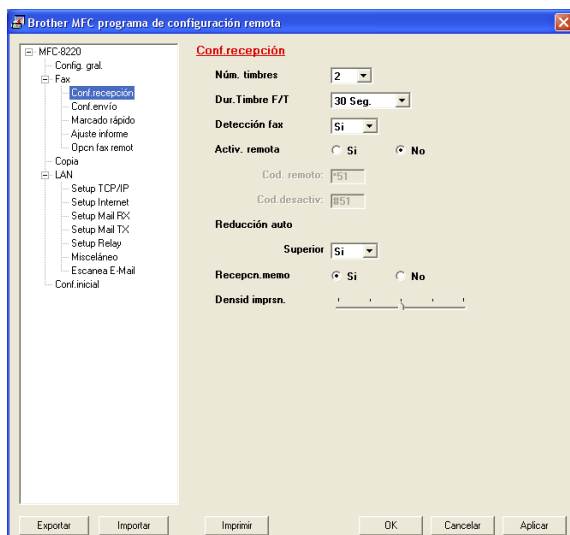 Brother MFC programa de configuración remota
MFC-8220
Config. gral.
Fax
Conf.recepción
Conf.envío
Marcado rápido
Ajuste informe
Opcn fax remot
Copia
LAN
Setup TCP/IP
Setup Internet
Setup Mail RX
Setup Mail TX
Setup Relay
Misceláneo
Escanea E-Mail
Conf.inicial
Conf.recepción
Núm. timbres 2
Dur.Timbre F/T 30 Seg.
Detección fax Si
Activ. remota Si No
Cod. remoto: *51
Cod.desactiv: #51
Reducción auto
Superior Si
Recepcn.memo Si No
Densid imprsn.
Exportar Importar Imprimir OK Cancelar Aplicar